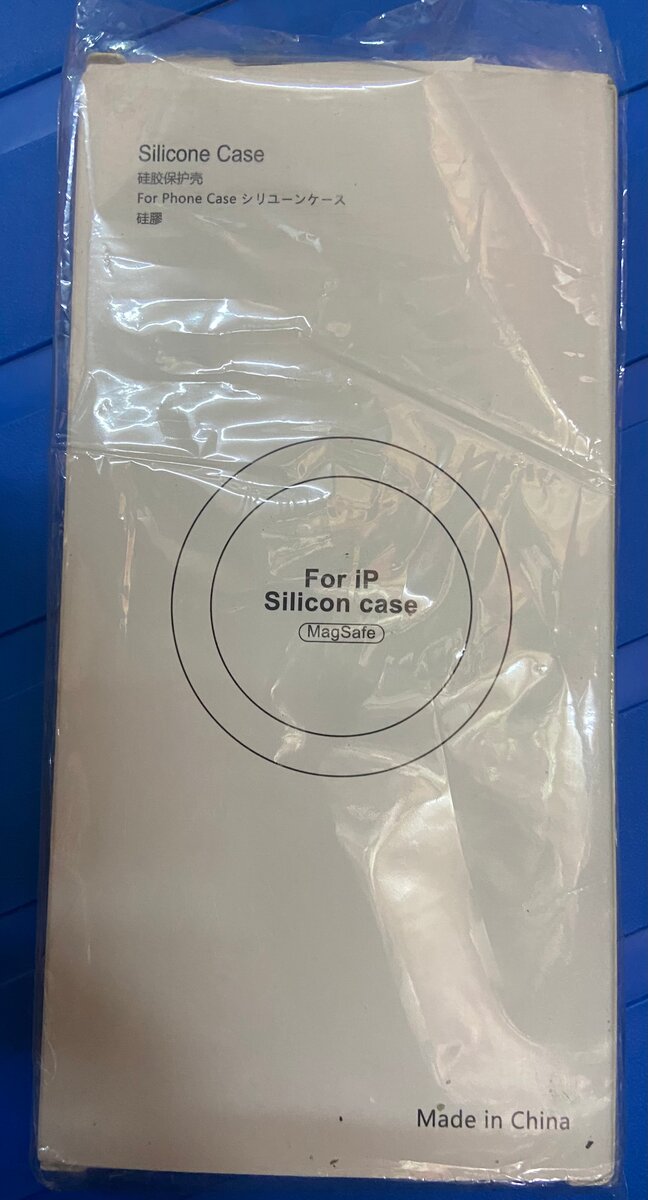 Silicone Case
硅胶保护壳
For Phone Case シリユーンケース
硅膠
For iP
Silicon case
MagSafe
Made in China